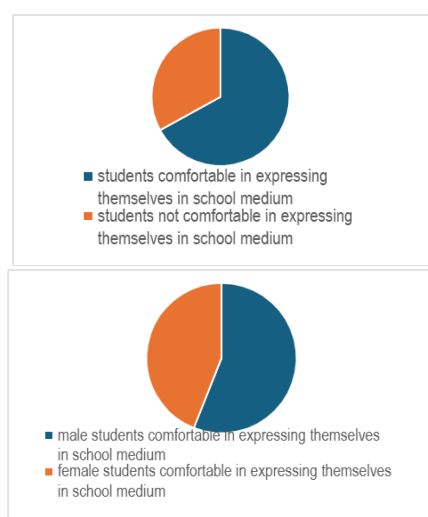 students comfortable in expressing
themselves in school medium
students not comfortable in expressing
themselves in school medium
male students comfortable in expressing themselves
in school medium
female students comfortable in expressing themselves
in school medium